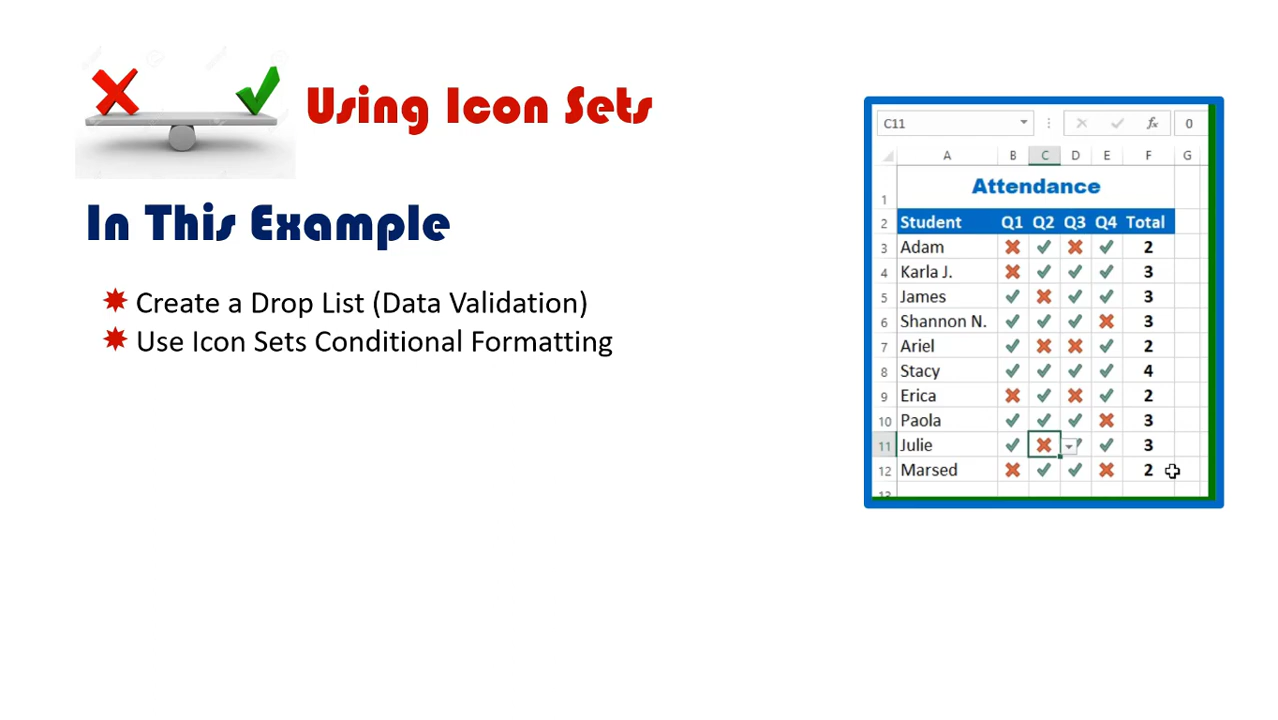 Using Icon Sets
In This Example
Create a Drop List (Data Validation)
Use Icon Sets Conditional Formatting
C11 fx 0
A B C D E F G
1 Attendance
2 Student Q1 Q2 Q3 Q4 Total
3 Adam 2
4 Karla J. 3
5 James 3
6 Shannon N. 3
7 Ariel 2
8 Stacy 4
9 Erica 2
10 Paola 3
11 Julie 3
12 Marsed 2
13